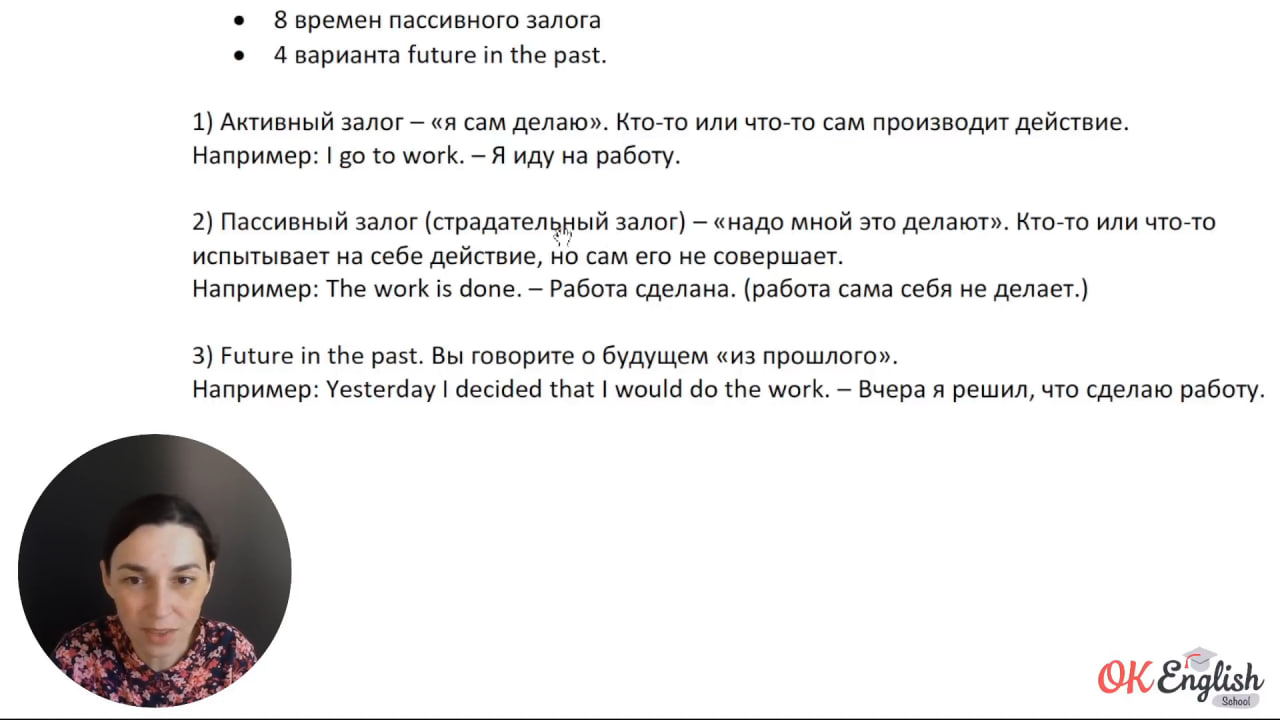 • 8 времен пассивного залога
• 4 варианта future in the past.
1) Активный залог – «я сам делаю». Кто-то или что-то сам производит действие.
Например: I go to work. – Я иду на работу.
2) Пассивный залог (страдательный залог) – «надо мной это делают». Кто-то или что-то
испытывает на себе действие, но сам его не совершает.
Например: The work is done. – Работа сделана. (работа сама себя не делает.)
3) Future in the past. Вы говорите о будущем «из прошлого».
Например: Yesterday I decided that I would do the work. – Вчера я решил, что сделаю работу.
OK English
School